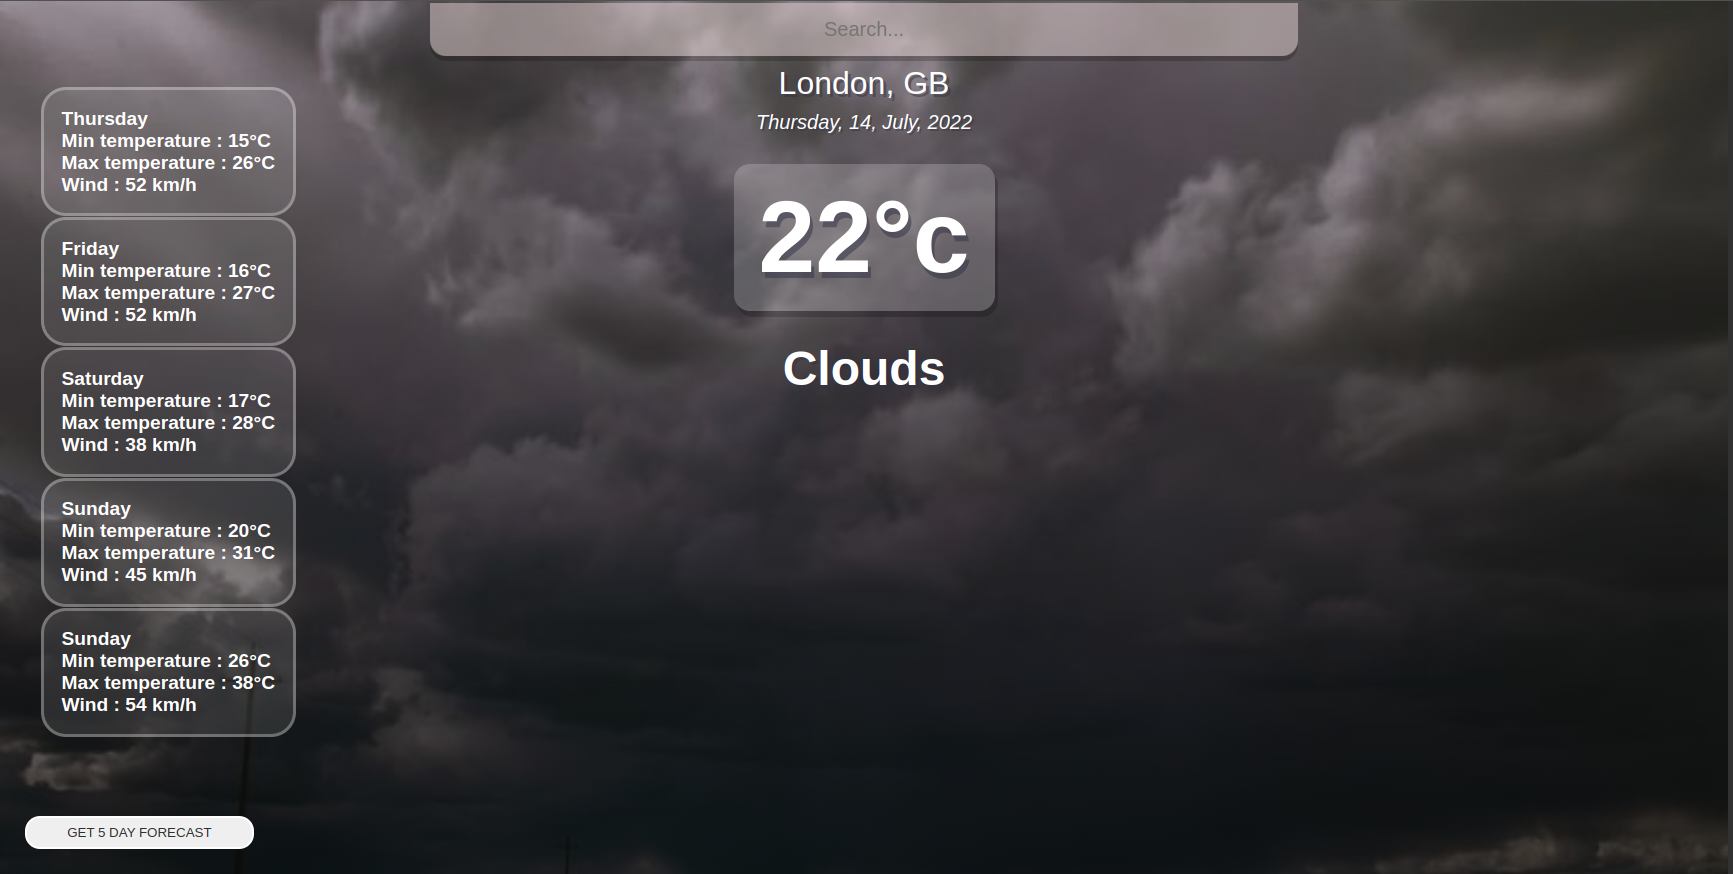 Search...
London, GB
Thursday, 14, July, 2022
22°c
Clouds
Thursday
Min temperature : 15°C
Max temperature : 26°C
Wind : 52 km/h
Friday
Min temperature : 16°C
Max temperature : 27°C
Wind : 52 km/h
Saturday
Min temperature : 17°C
Max temperature : 28°C
Wind : 38 km/h
Sunday
Min temperature : 20°C
Max temperature : 31°C
Wind : 45 km/h
Sunday
Min temperature : 26°C
Max temperature : 38°C
Wind : 54 km/h
GET 5 DAY FORECAST